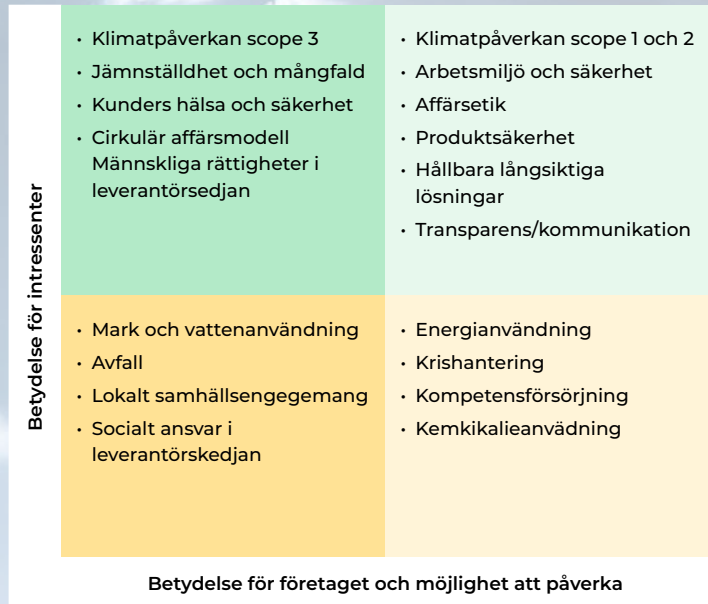 Betydelse för intressenter
• Klimatpåverkan scope 3
• Jämnställdhet och mångfald
• Kunders hälsa och säkerhet
• Cirkulär affärsmodell
Männskliga rättigheter i
leverantörsedjan
• Klimatpåverkan scope 1 och 2
• Arbetsmiljö och säkerhet
• Affärsetik
• Produktsäkerhet
• Hållbara långsiktiga
lösningar
• Transparens/kommunikation
• Mark och vattenanvändning
• Avfall
• Lokalt samhällsengegemang
• Socialt ansvar i
leverantörskedjan
• Energianvändning
• Krishantering
• Kompetensförsörjning
• Kemkikalieanvädning
Betydelse för företaget och möjlighet att påverka